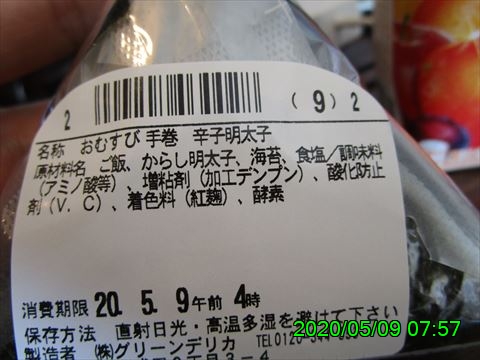 2 (9) 2
名称 おむすび 手巻 辛子明太子
原材料名 ご飯、からし明太子、海苔、食塩/調味料
(アミノ酸等)、増粘剤(加工デンプン)、酸化防止
剤(V.C)、着色料(紅麹)、酵素
消費期限 20.5.9午前 4時
保存方法 直射日光・高温多湿を避けて下さい
製造者 (株)グリーンデリカ
2020/05/09 07:57